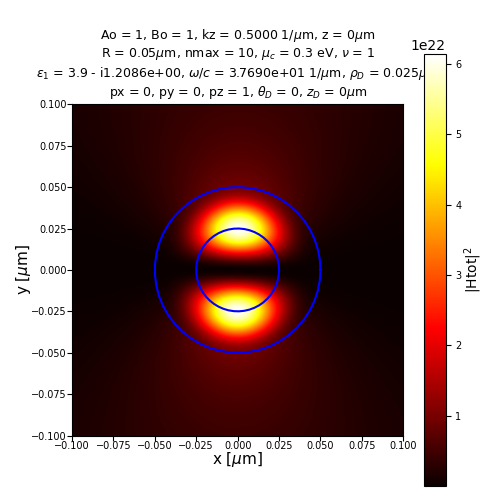 Ao = 1, Bo = 1, kz = 0.5000 1/μm, z = 0μm
R = 0.05μm, nmax = 10, μc = 0.3 eV, ν = 1
ε1 = 3.9 - i1.2086e+00, ω/c = 3.7690e+01 1/μm, ρD = 0.025μ
px = 0, py = 0, pz = 1, θD = 0, zD = 0μm
1e22
0.100
0.075
0.050
0.025
0.000
−0.025
−0.050
−0.075
−0.100
y [μm]
−0.100 −0.075 −0.050 −0.025 0.000 0.025 0.050 0.075 0.100
x [μm]
6
5
4
3
2
1
|Htot|²